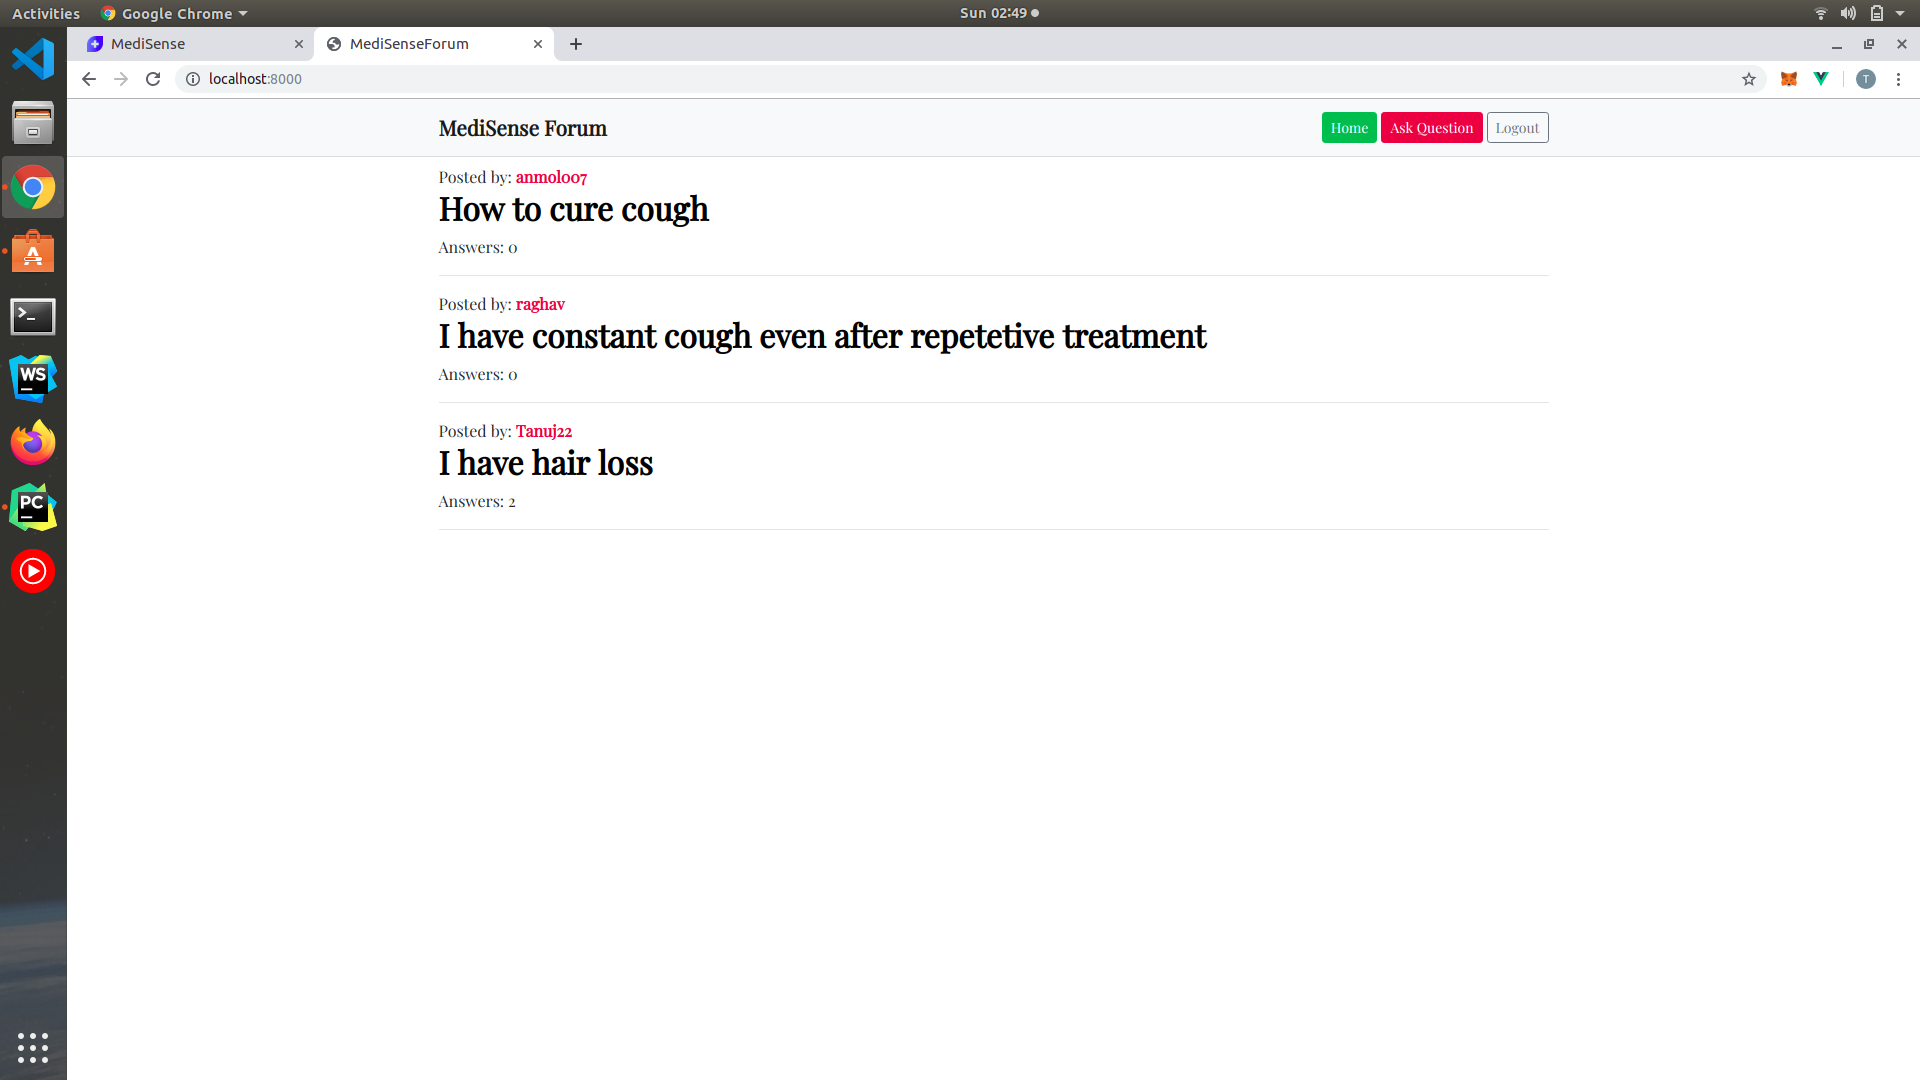 Activities
Google Chrome
Sun 02:49
MediSense
MediSenseForum
localhost:8000
T
MediSense Forum
Home
Ask Question
Logout
Posted by: anmol007
How to cure cough
Answers: 0
Posted by: raghav
I have constant cough even after repetetive treatment
Answers: 0
Posted by: Tanuj22
I have hair loss
Answers: 2
WS
PC